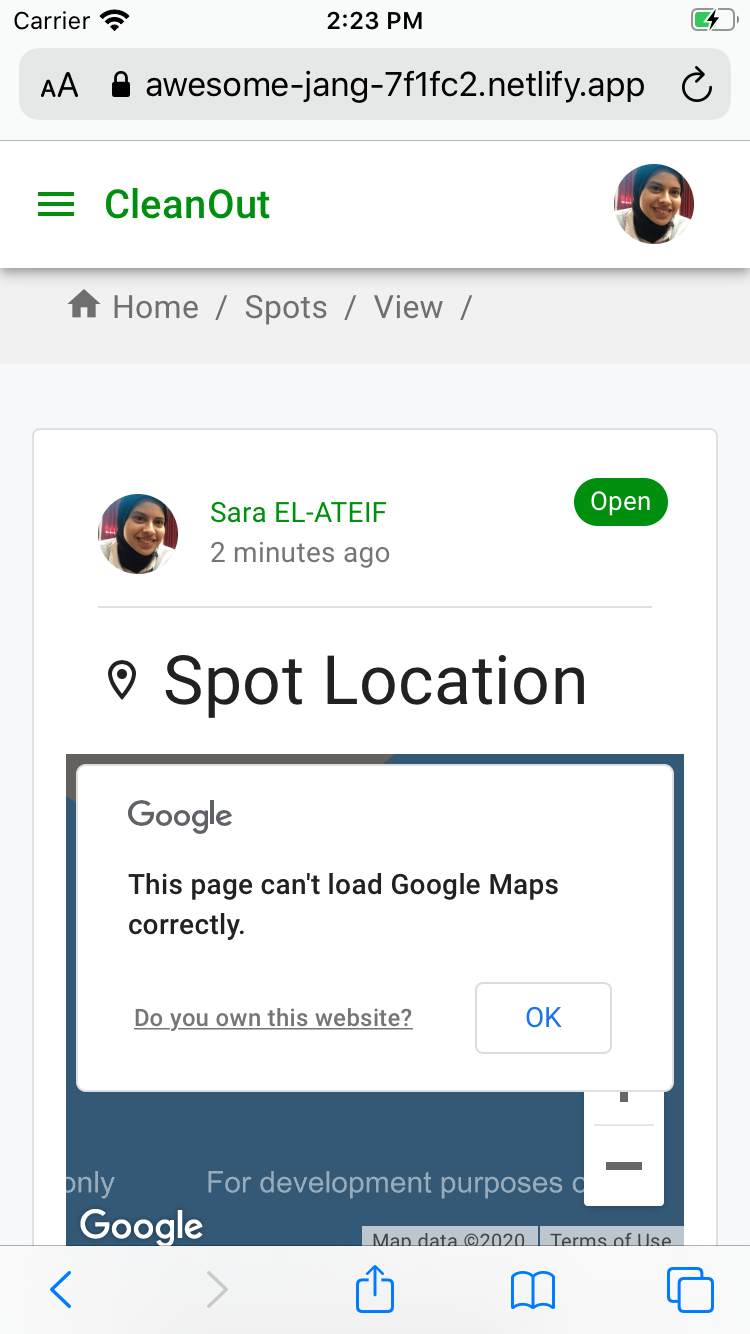 Carrier 2:23 PM
AA awesome-jang-7f1fc2.netlify.app
CleanOut
Home / Spots / View /
Sara EL-ATEIF
Open
2 minutes ago
Spot Location
Google
This page can't load Google Maps
correctly.
Do you own this website?
OK
only For development purposes o
Google
Map data ©2020 Terms of Use